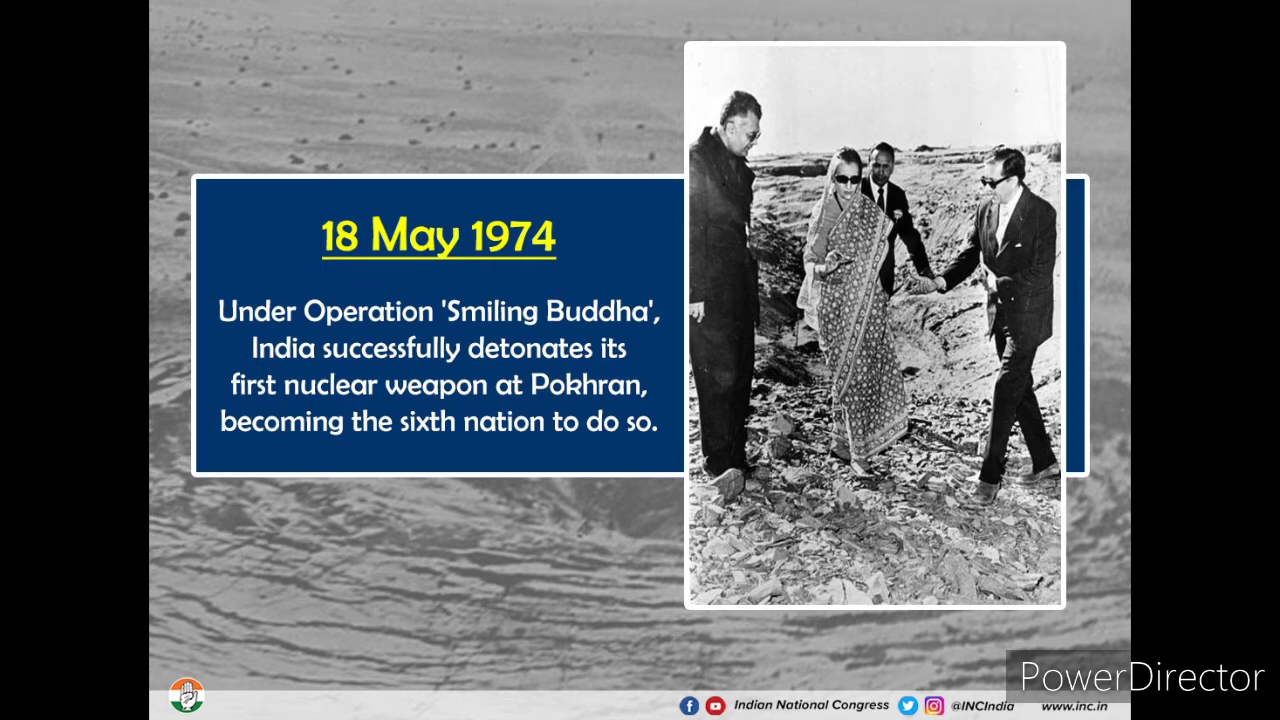 18 May 1974
Under Operation 'Smiling Buddha',
India successfully detonates its
first nuclear weapon at Pokhran,
becoming the sixth nation to do so.
PowerDirector
Indian National Congress @INCIndia www.inc.in